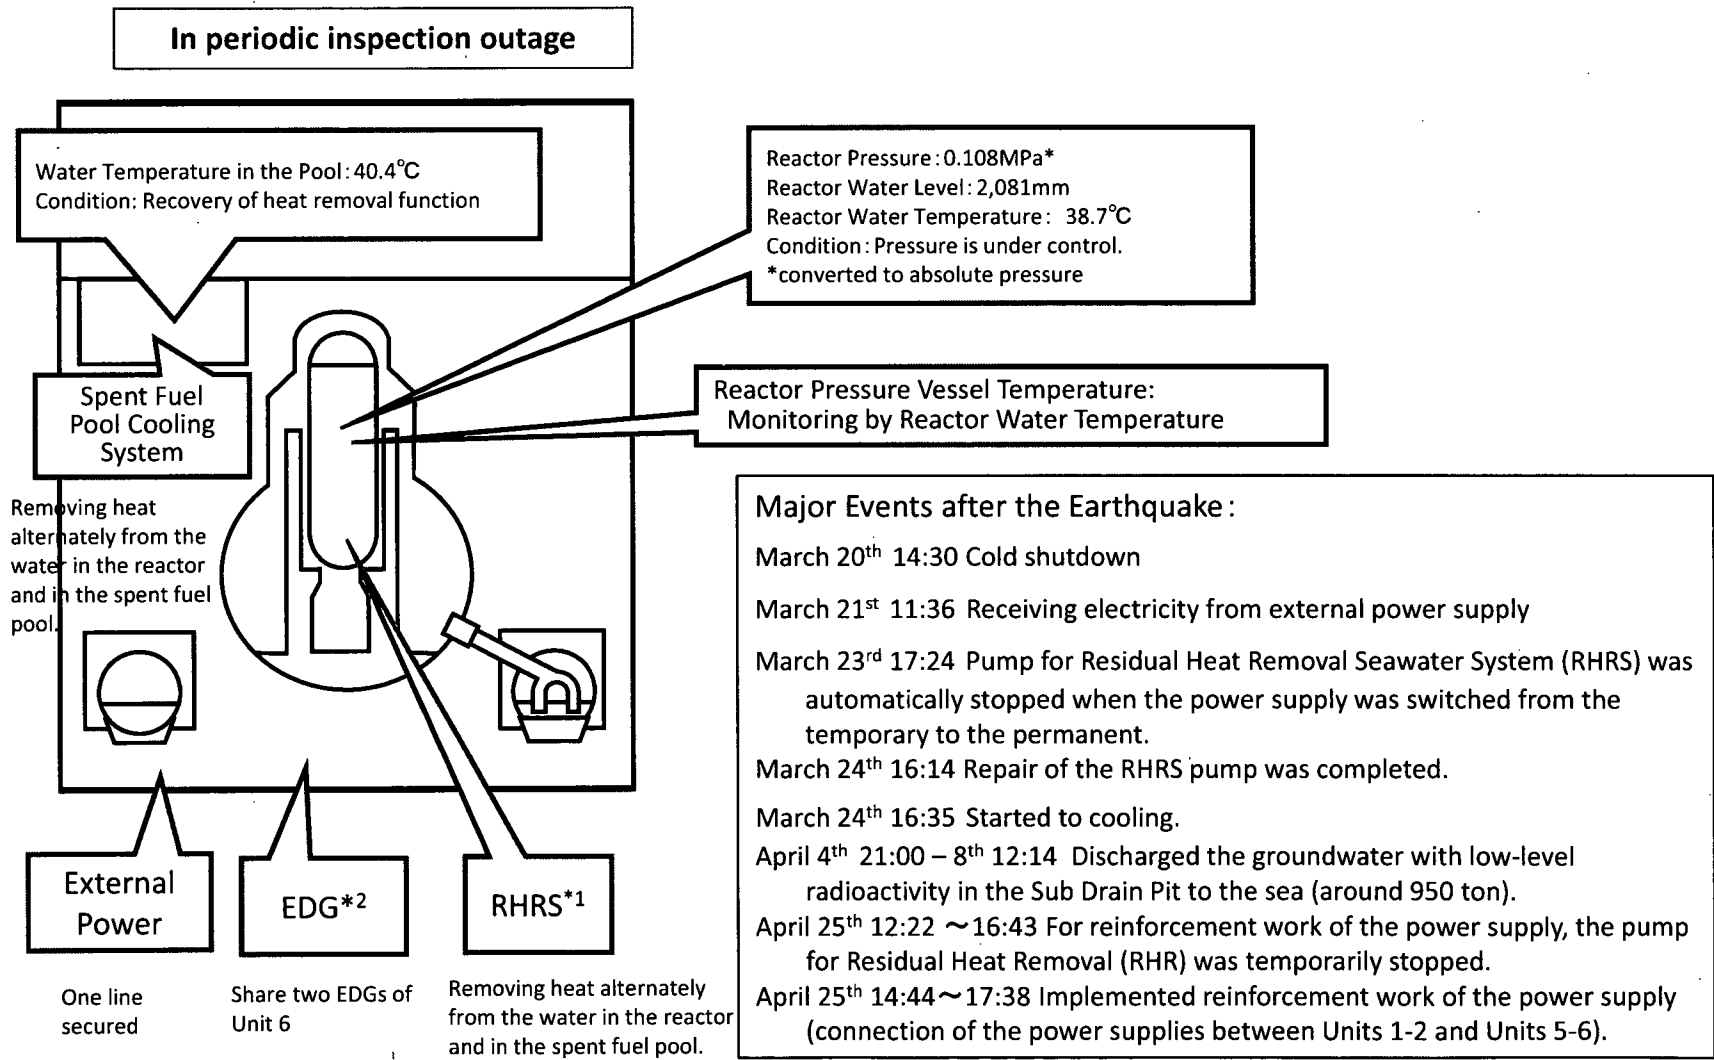 In periodic inspection outage
Water Temperature in the Pool: 40.4℃
Condition: Recovery of heat removal function
Reactor Pressure: 0.108MPa*
Reactor Water Level: 2,081mm
Reactor Water Temperature: 38.7℃
Condition: Pressure is under control.
*converted to absolute pressure
Spent Fuel
Pool Cooling
System
Reactor Pressure Vessel Temperature:
Monitoring by Reactor Water Temperature
Removing heat
alternately from the
water in the reactor
and in the spent fuel
pool.
External
Power
EDG*2
RHRS*1
One line
secured
Share two EDGs of
Unit 6
Removing heat alternately
from the water in the reactor
and in the spent fuel pool.
Major Events after the Earthquake:
March 20th 14:30 Cold shutdown
March 21st 11:36 Receiving electricity from external power supply
March 23rd 17:24 Pump for Residual Heat Removal Seawater System (RHRS) was
automatically stopped when the power supply was switched from the
temporary to the permanent.
March 24th 16:14 Repair of the RHRS pump was completed.
March 24th 16:35 Started to cooling.
April 4th 21:00 – 8th 12:14 Discharged the groundwater with low-level
radioactivity in the Sub Drain Pit to the sea (around 950 ton).
April 25th 12:22 ～16:43 For reinforcement work of the power supply, the pump
for Residual Heat Removal (RHR) was temporarily stopped.
April 25th 14:44～17:38 Implemented reinforcement work of the power supply
(connection of the power supplies between Units 1-2 and Units 5-6).